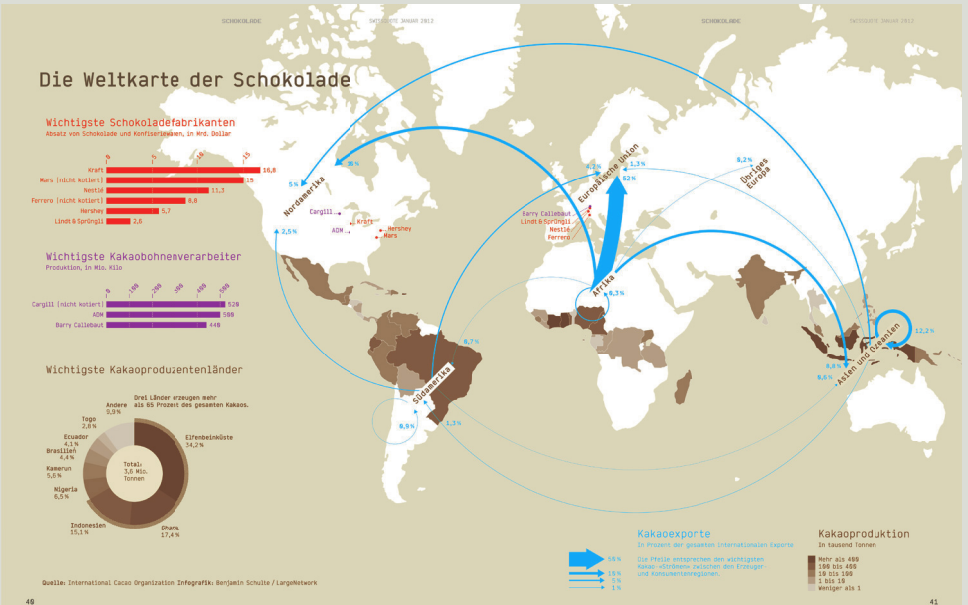 SCHOKOLADE
SWISSQUOTE JANUAR 2012
SCHOKOLADE
SWISSQUOTE JANUAR 2012
Die Weltkarte der Schokolade
Wichtigste Schokoladefabrikanten
Absatz von Schokolade und Konfiseriewaren, in Mrd. Dollar
0 5 10 15
Kraft 16,8
Mars (nicht kotiert) 15
Nestlé 11,3
Ferrero (nicht kotiert) 8,8
Hershey 5,7
Lindt & Sprüngli 2,6
Wichtigste Kakaobohnenverarbeiter
Produktion, in Mio. Kilo
0 100 200 300 400 500
Cargill (nicht kotiert) 520
ADM 500
Barry Callebaut 440
Wichtigste Kakaoproduzentenländer
Drei Länder erzeugen mehr
als 65 Prozent des gesamten Kakaos.
Andere
9,9%
Togo
2,8%
Ecuador
4,1%
Brasilien
4,4%
Kamerun
5,6%
Nigeria
6,5%
Indonesien
15,1%
Ghana
17,4%
Elfenbeinküste
34,2%
Total:
3,6 Mio.
Tonnen
Nordamerika
5%
2,5%
Cargill
Kraft
ADM
Hershey
Mars
Europäische Union
1,3%
62%
Barry Callebaut
Lindt & Sprüngli
Nestlé
Ferrero
0,2%
Übriges
Europa
Afrika
0,3%
Südamerika
0,7%
0,9%
1,3%
Asien und Ozeanien
12,2%
0,6%
Kakaoexporte
In Prozent der gesamten internationalen Exporte
50%
10%
5%
1%
Die Pfeile entsprechen den wichtigsten
Kakao-«Strömen» zwischen den Erzeuger
und Konsumentenregionen.
Kakaoproduktion
In tausend Tonnen
Mehr als 400
100 bis 400
10 bis 100
1 bis 10
Weniger als 1
Quelle: International Cacao Organization Infografik: Benjamin Schulte / LargeNetwork
40
41